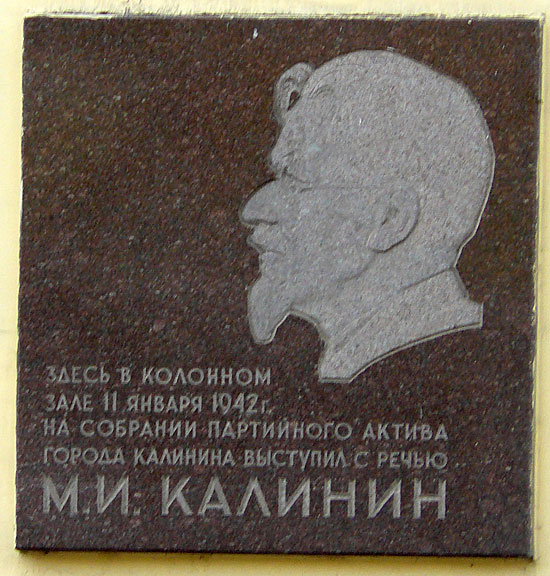 ЗДЕСЬ В КОЛОННОМ
ЗАЛЕ 11 ЯНВАРЯ 1942 г.
НА СОБРАНИИ ПАРТИЙНОГО АКТИВА
ГОРОДА КАЛИНИНА ВЫСТУПИЛ С РЕЧЬЮ
М.И. КАЛИНИН